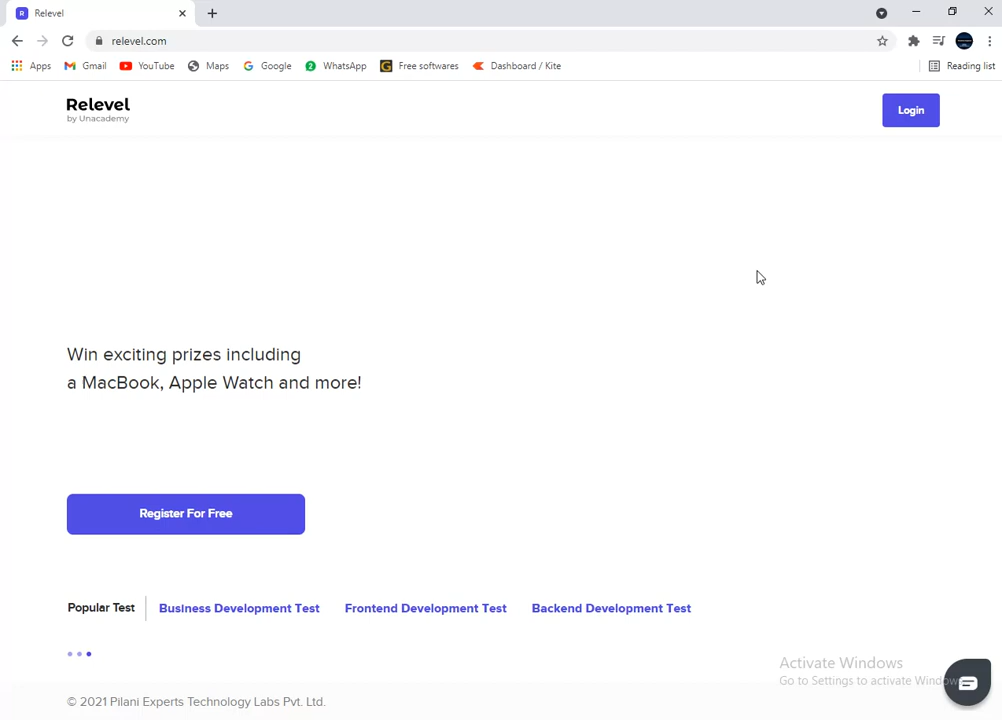 R Relevel
relevel.com
Apps Gmail YouTube Maps Google 2 WhatsApp G Free softwares Dashboard / Kite Reading list
Relevel
by Unacademy
Login
Win exciting prizes including
a MacBook, Apple Watch and more!
Register For Free
Popular Test Business Development Test Frontend Development Test Backend Development Test
Activate Windows
Go to Settings to activate Windows
© 2021 Pilani Experts Technology Labs Pvt. Ltd.